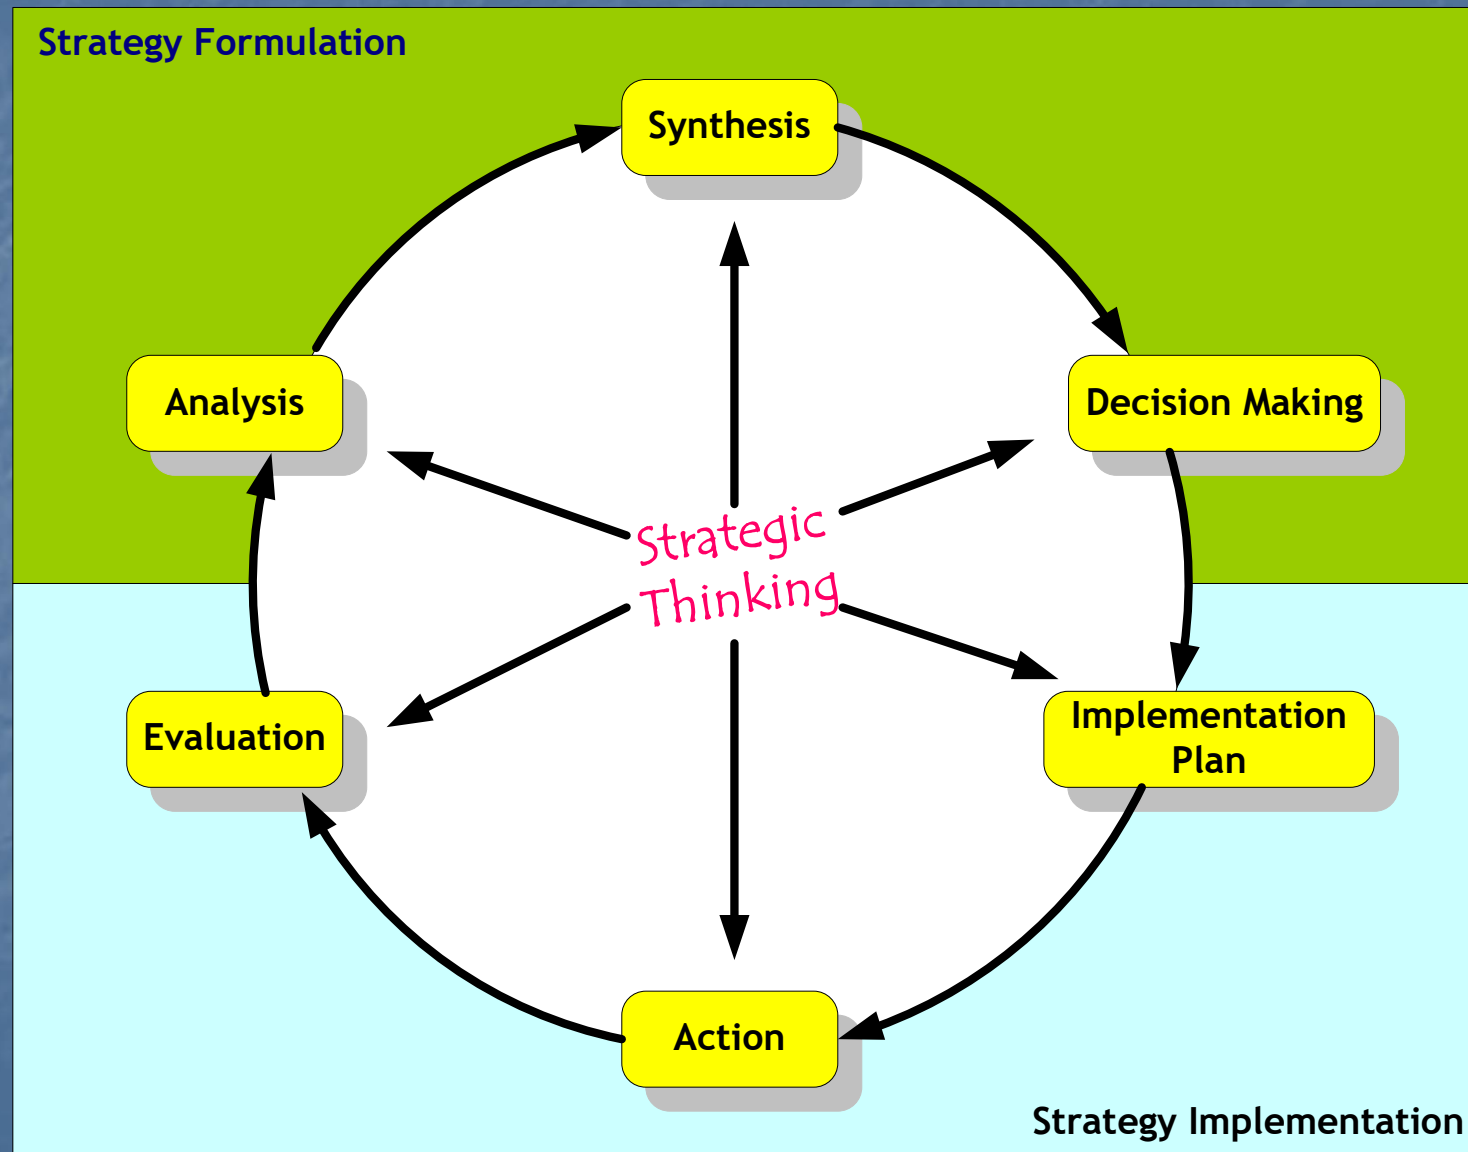 Strategy Formulation
Synthesis
Analysis
Decision Making
Strategic
Thinking
Evaluation
Implementation
Plan
Action
Strategy Implementation